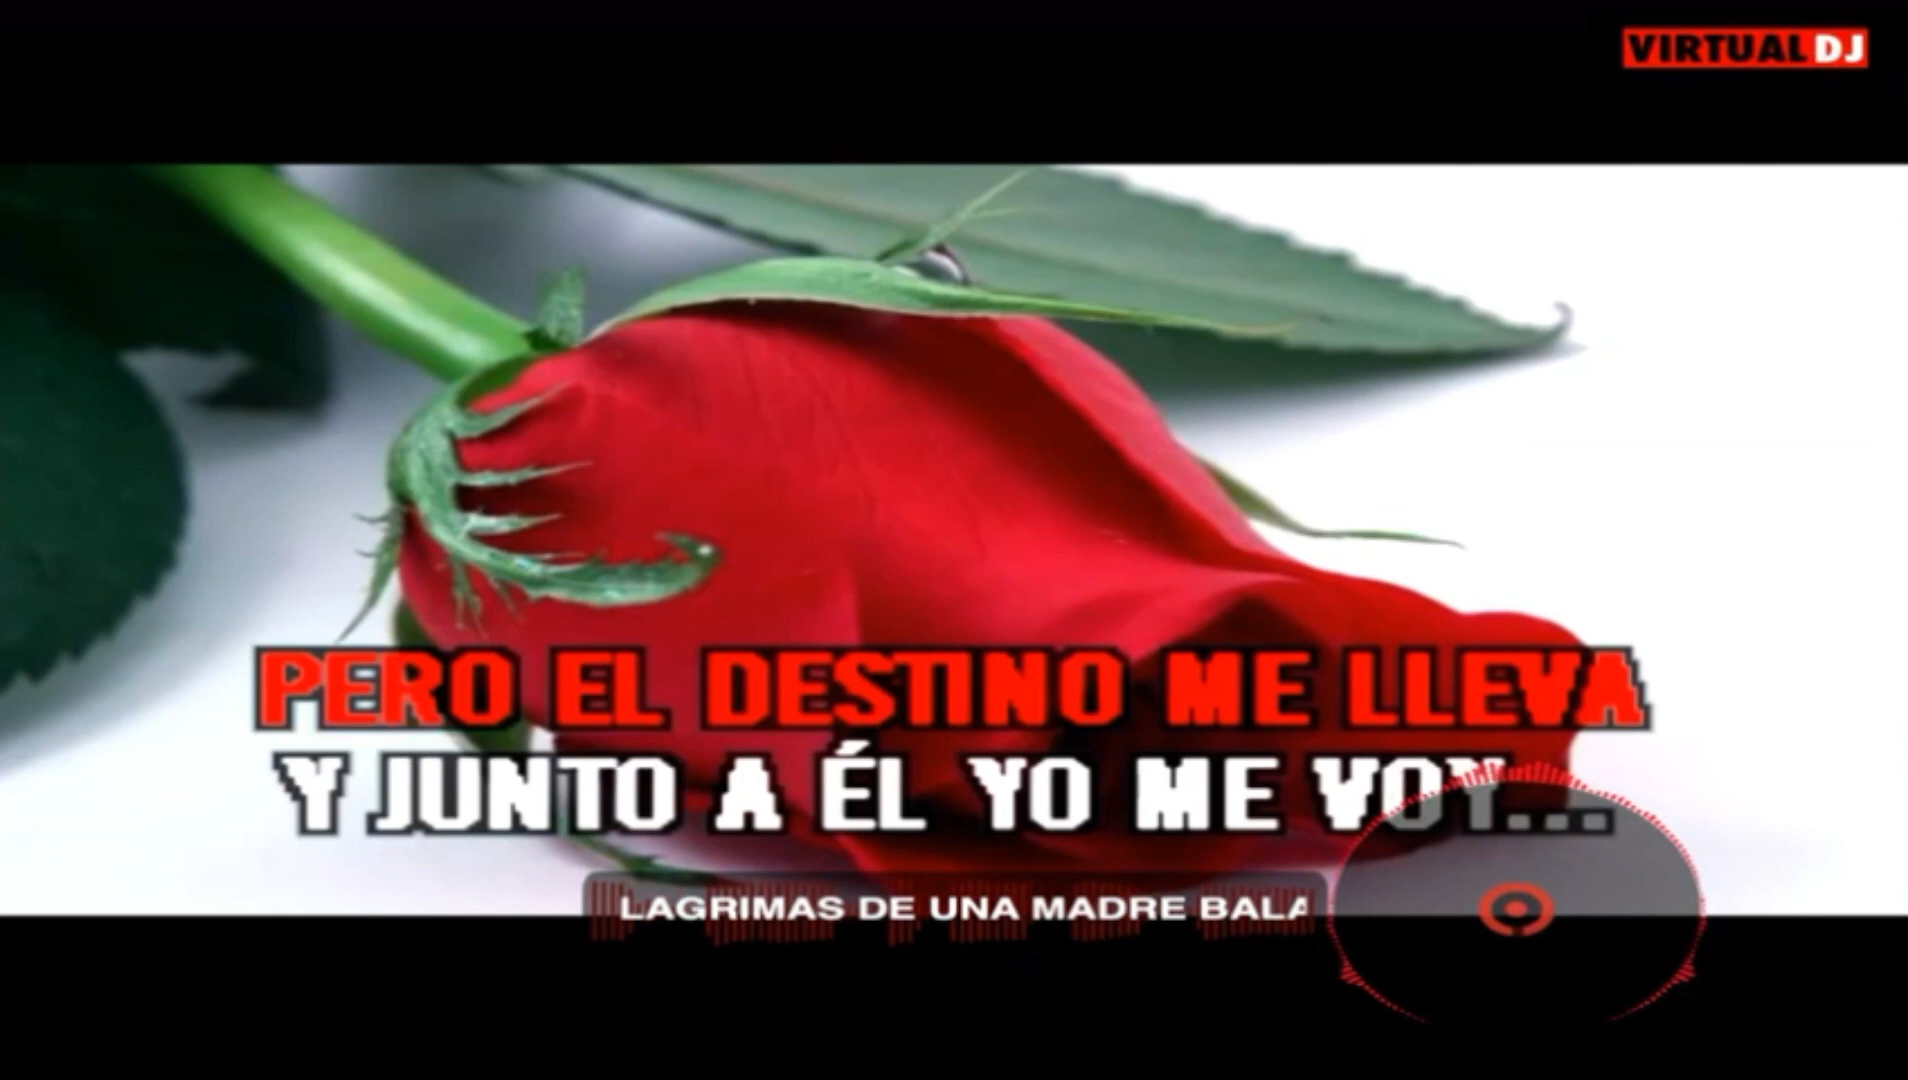 VIRTUAL DJ
PERO EL DESTINO ME LLEVA
Y JUNTO A ÉL YO ME VOY...
LAGRIMAS DE UNA MADRE BALA